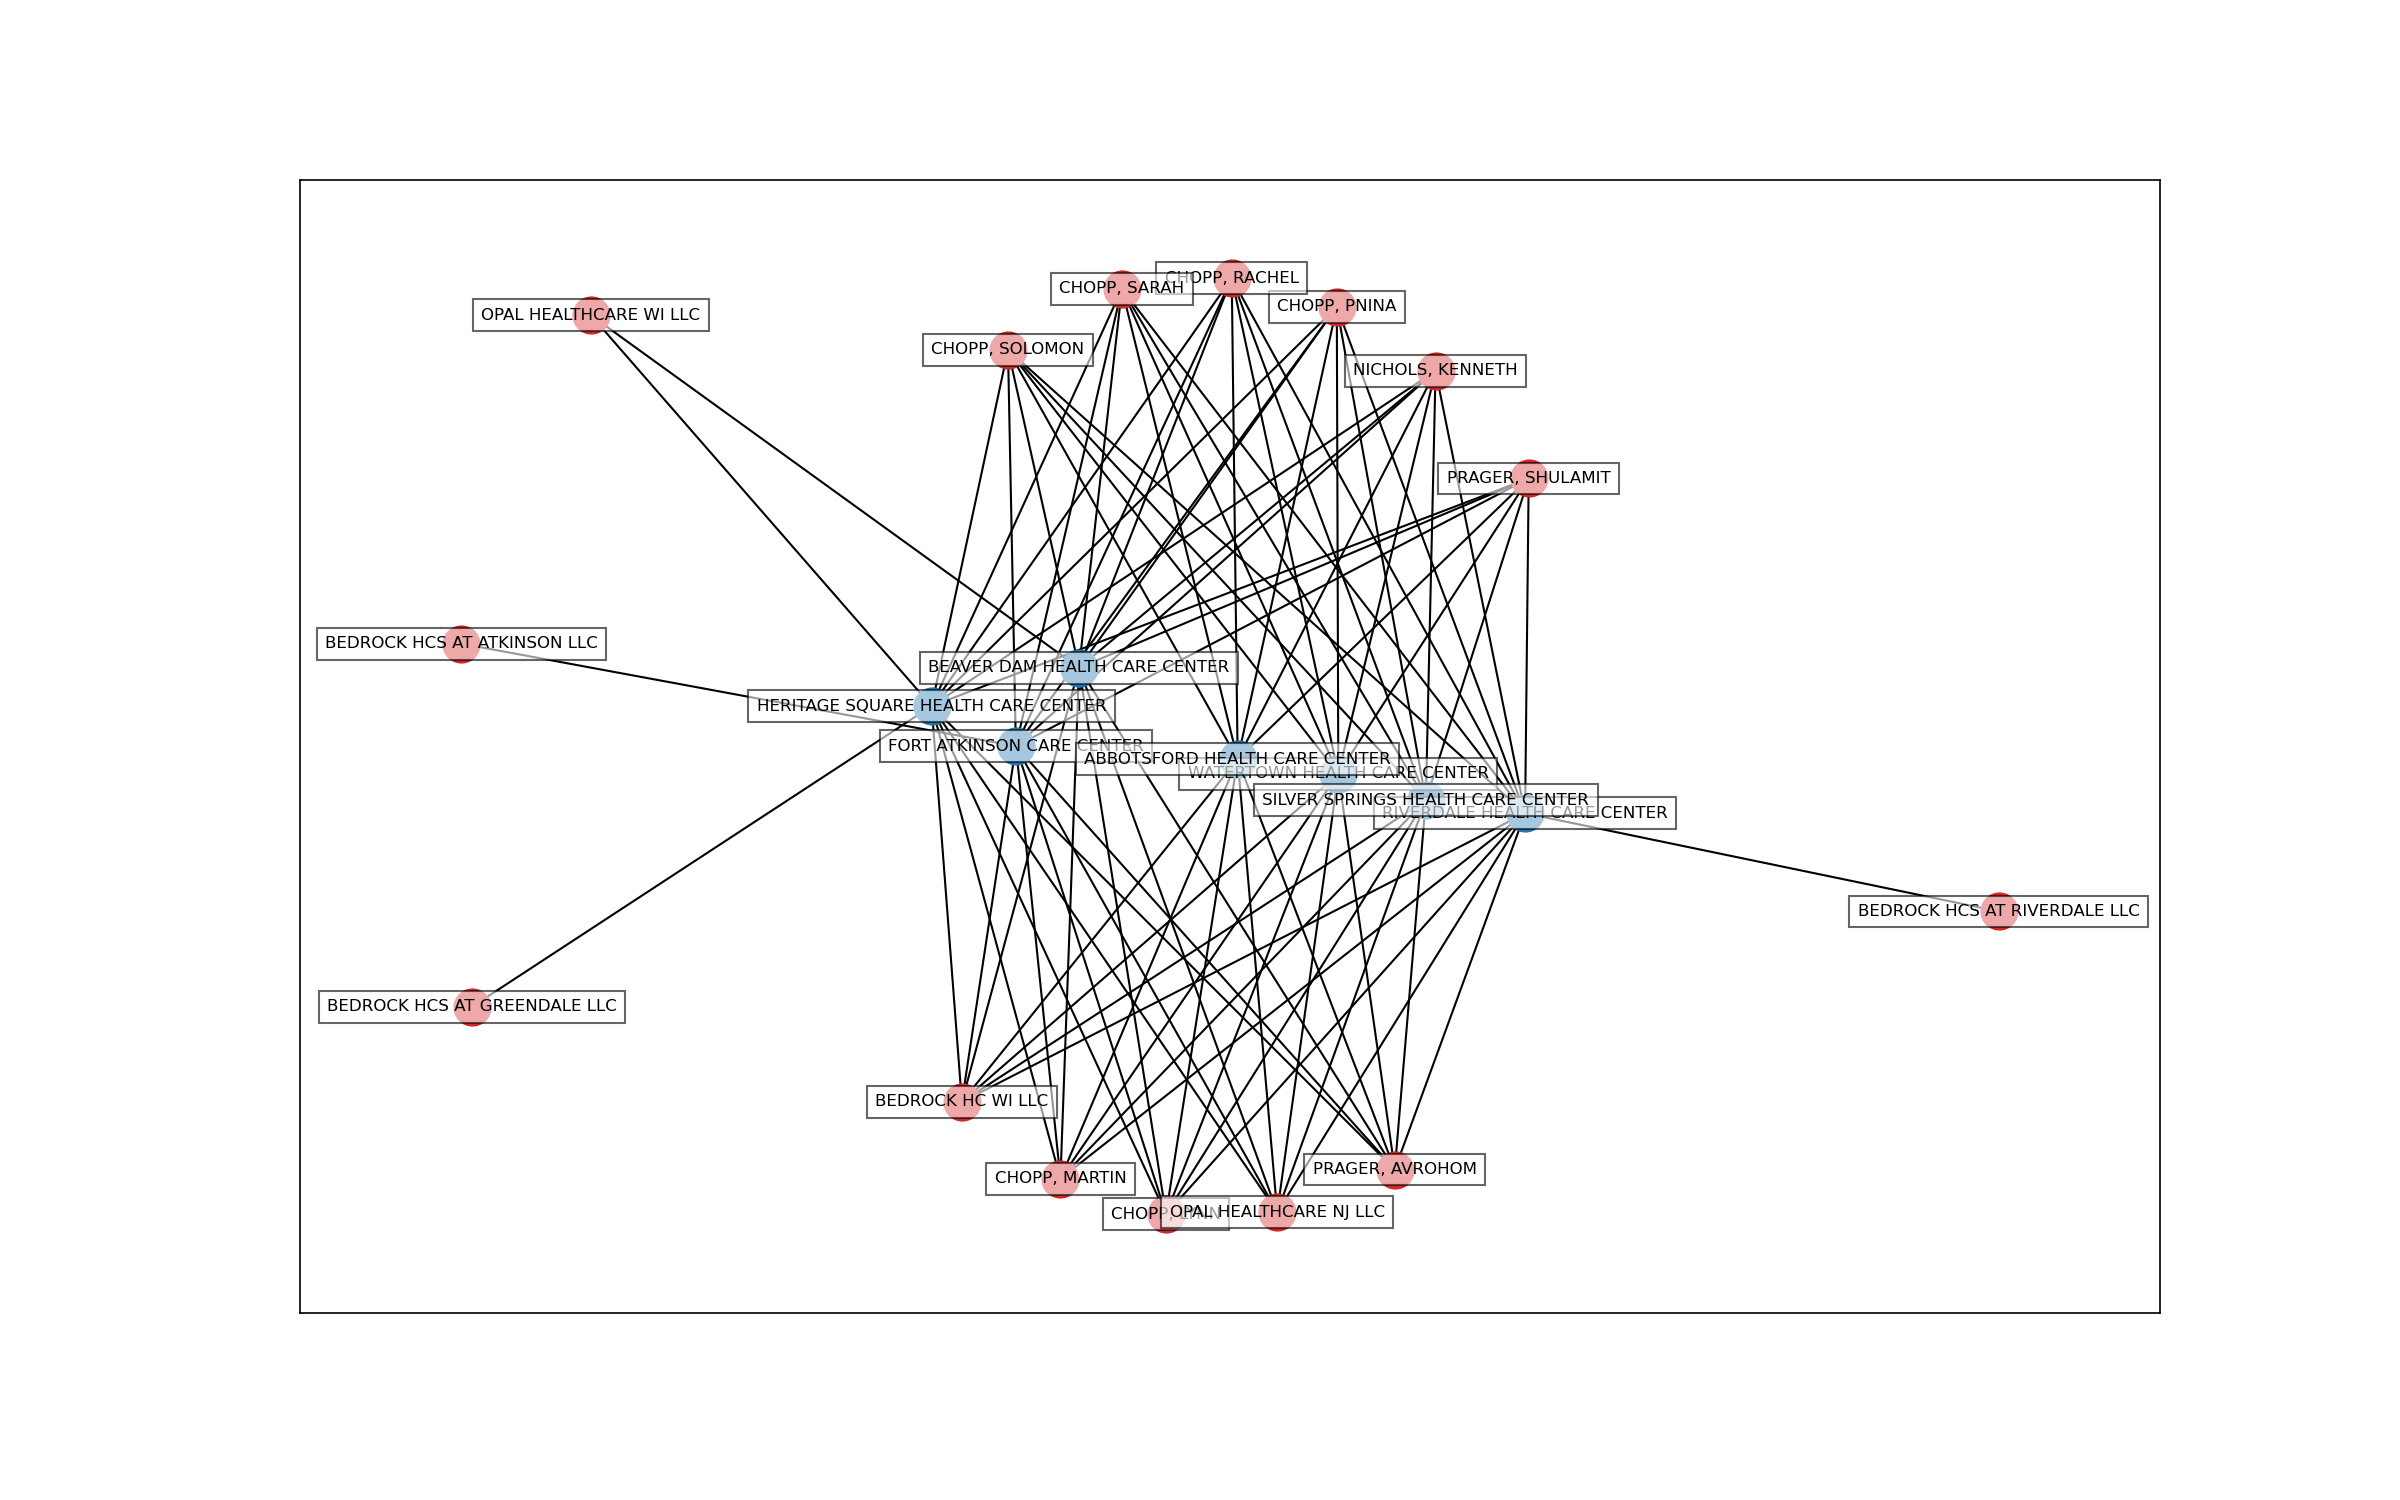 CHOPP, RACHEL
CHOPP, SARAH
CHOPP, PNINA
OPAL HEALTHCARE WI LLC
CHOPP, SOLOMON
NICHOLS, KENNETH
PRAGER, SHULAMIT
BEDROCK HCS AT ATKINSON LLC
BEAVER DAM HEALTH CARE CENTER
HERITAGE SQUARE HEALTH CARE CENTER
FORT ATKINSON CARE CENTER
ABBOTSFORD HEALTH CARE CENTER
WATERTOWN HEALTH CARE CENTER
SILVER SPRINGS HEALTH CARE CENTER
RIVERDALE HEALTH CARE CENTER
BEDROCK HCS AT RIVERDALE LLC
BEDROCK HCS AT GREENDALE LLC
BEDROCK HC WI LLC
PRAGER, AVROHOM
CHOPP, MARTIN
CHOPP,
OPAL HEALTHCARE NJ LLC